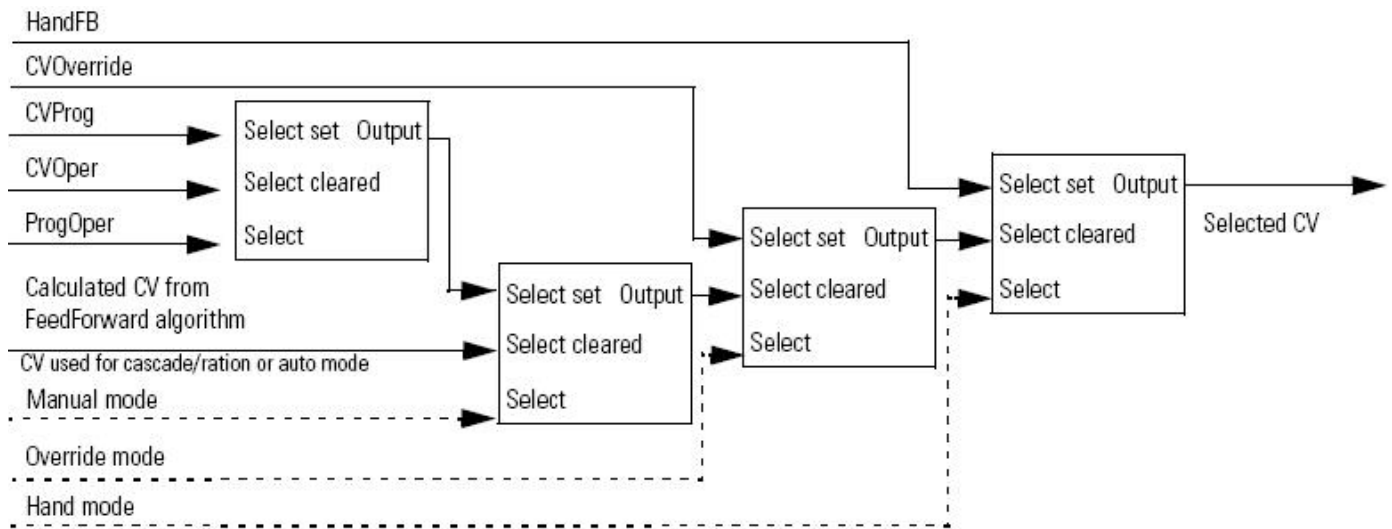 HandFB
CVOverride
CVProg
CVOper
ProgOper
Select set Output
Select cleared
Select
Calculated CV from
FeedForward algorithm
CV used for cascade/ration or auto mode
Manual mode
Override mode
Hand mode
Select set Output
Select cleared
Select
Select set Output
Select cleared
Select
Select set Output
Select cleared
Select
Selected CV